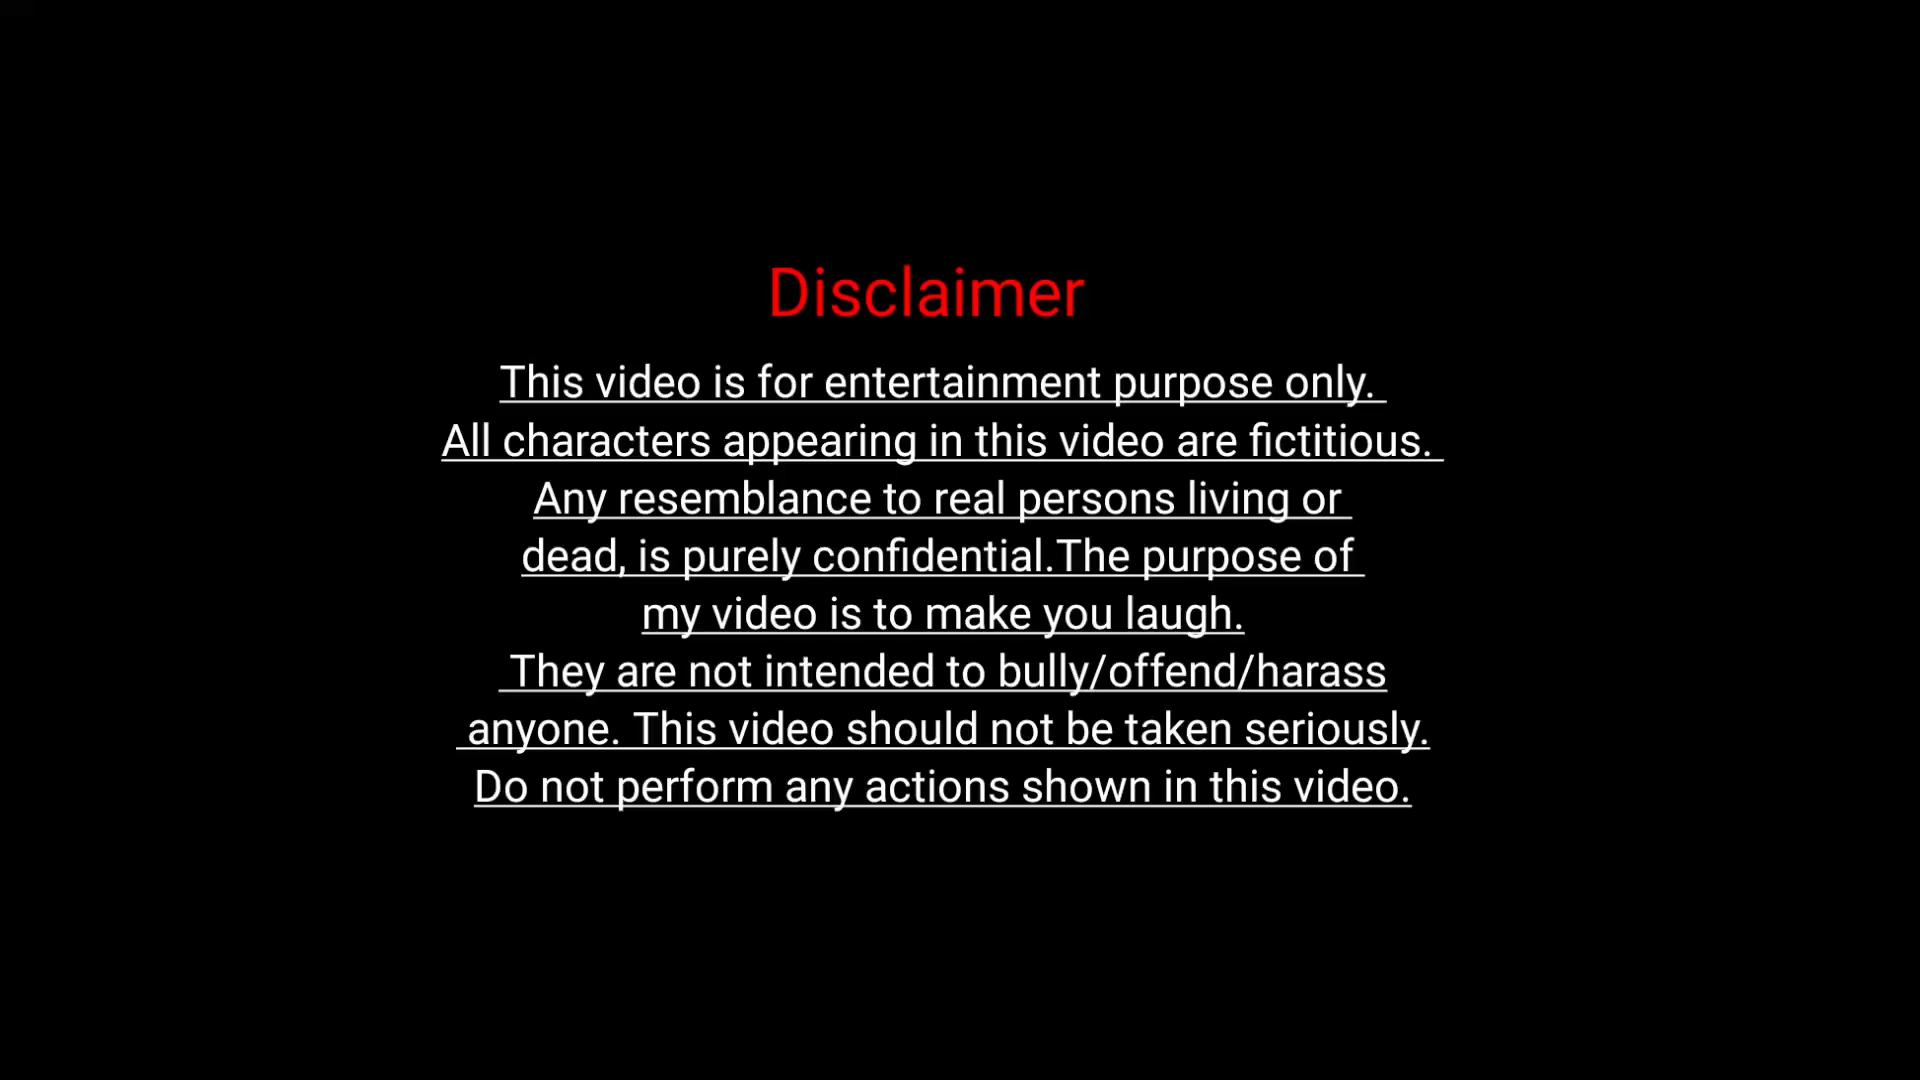 Disclaimer
This video is for entertainment purpose only.
All characters appearing in this video are fictitious.
Any resemblance to real persons living or
dead, is purely confidential.The purpose of
my video is to make you laugh.
They are not intended to bully/offend/harass
anyone. This video should not be taken seriously.
Do not perform any actions shown in this video.